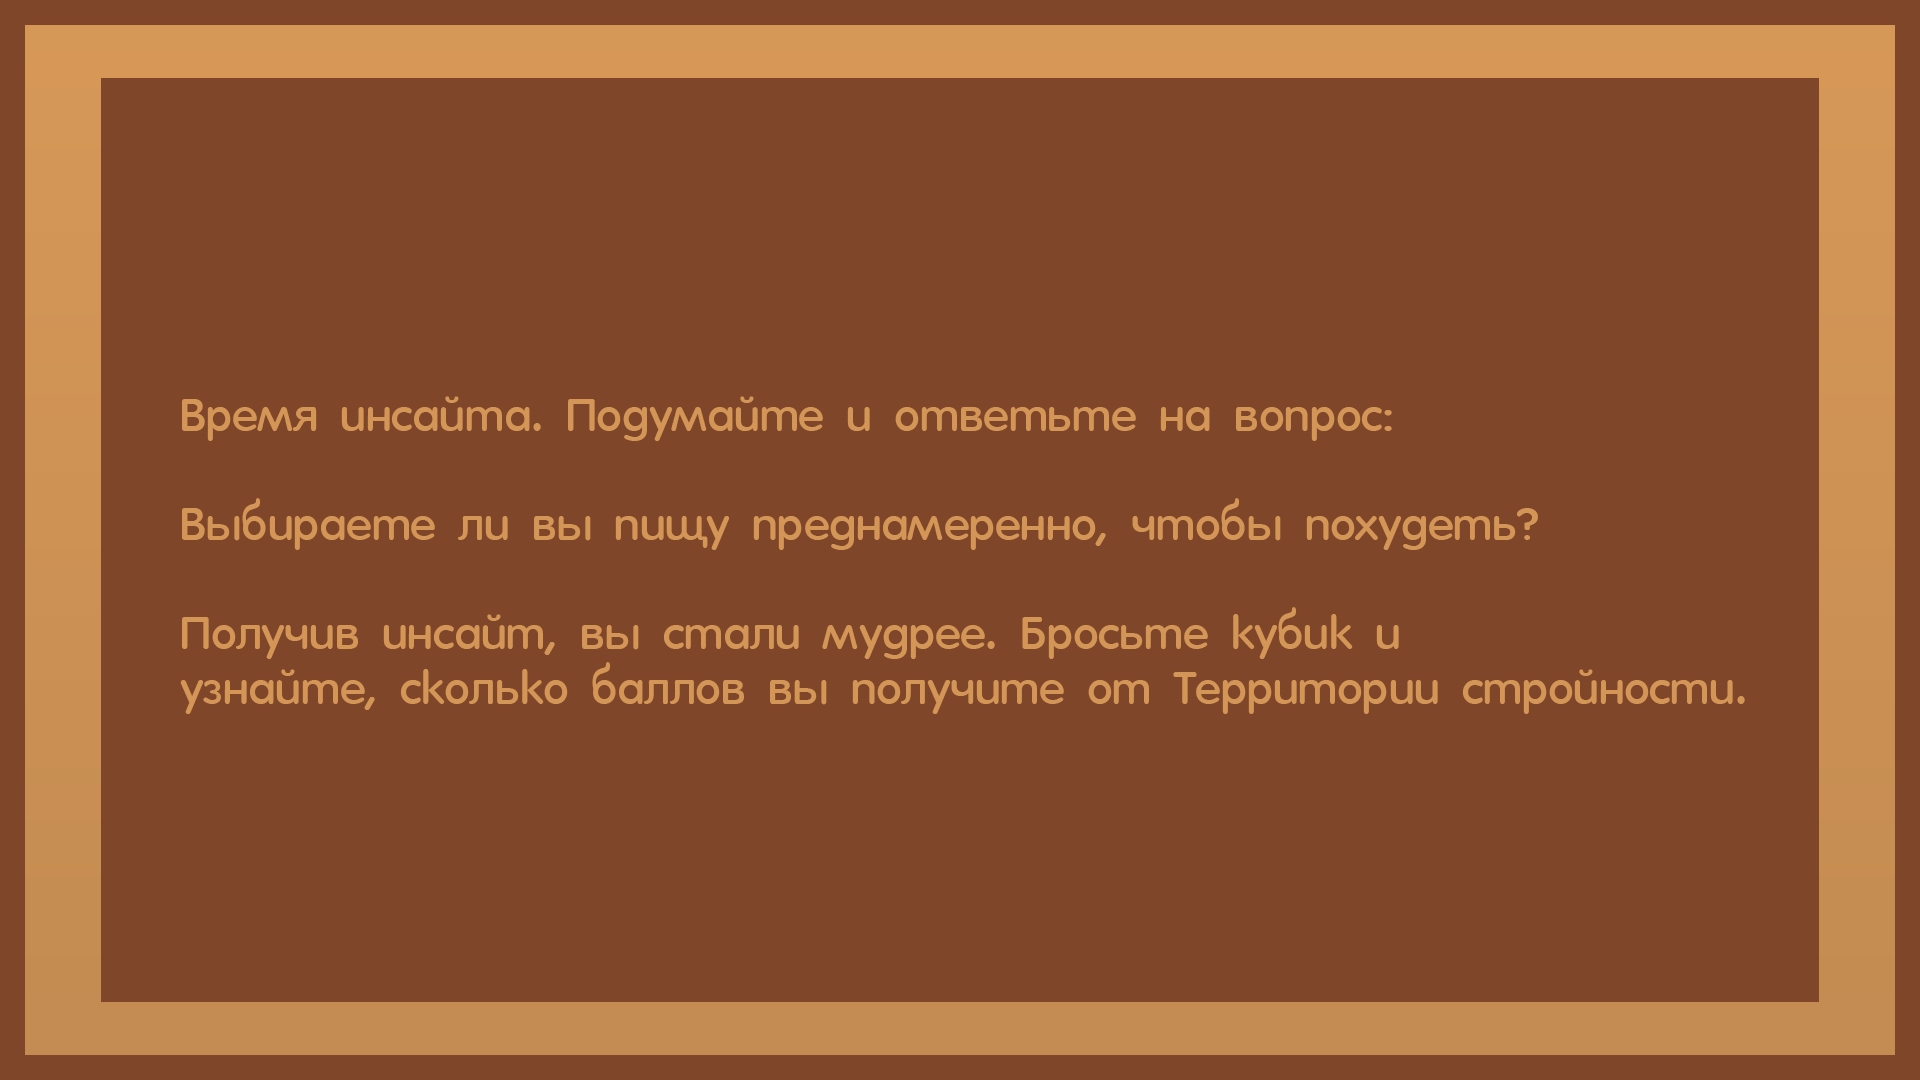 Время инсайта. Подумайте и ответьте на вопрос:
Выбираете ли вы пищу преднамеренно, чтобы похудеть?
Получив инсайт, вы стали мудрее. Бросьте кубик и
узнайте, сколько баллов вы получите от Территории стройности.